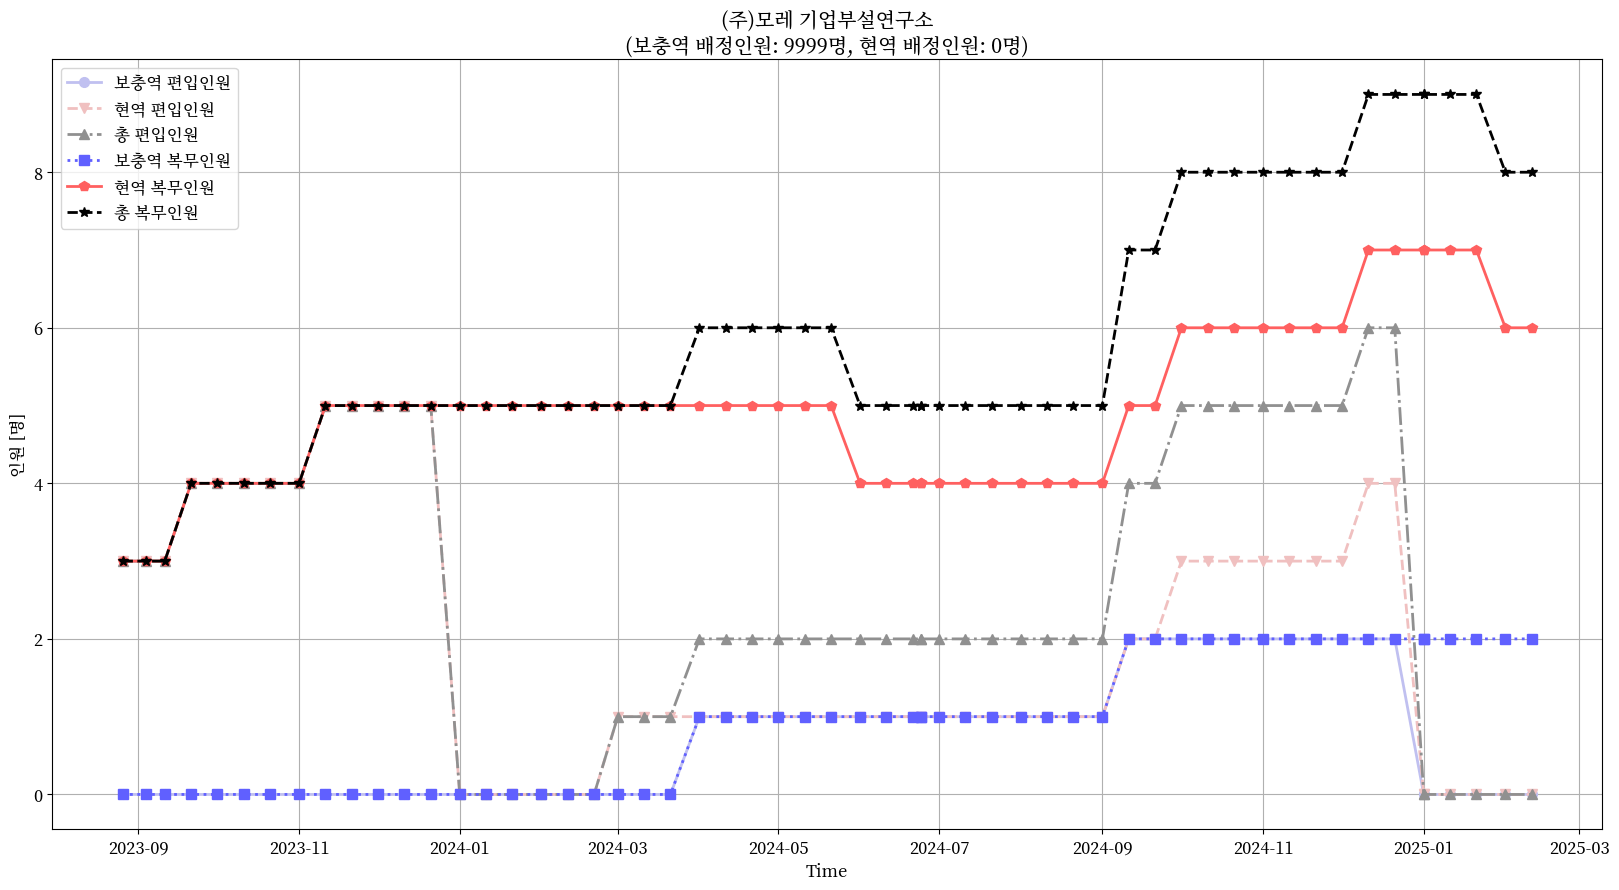 (주)모레 기업부설연구소
(보충역 배정인원: 9999명, 현역 배정인원: 0명)
보충역 편입인원
현역 편입인원
총 편입인원
보충역 복무인원
현역 복무인원
총 복무인원
인원 [명]
8
6
4
2
0
2023-09
2023-11
2024-01
2024-03
2024-05
2024-07
2024-09
2024-11
2025-01
2025-03
Time